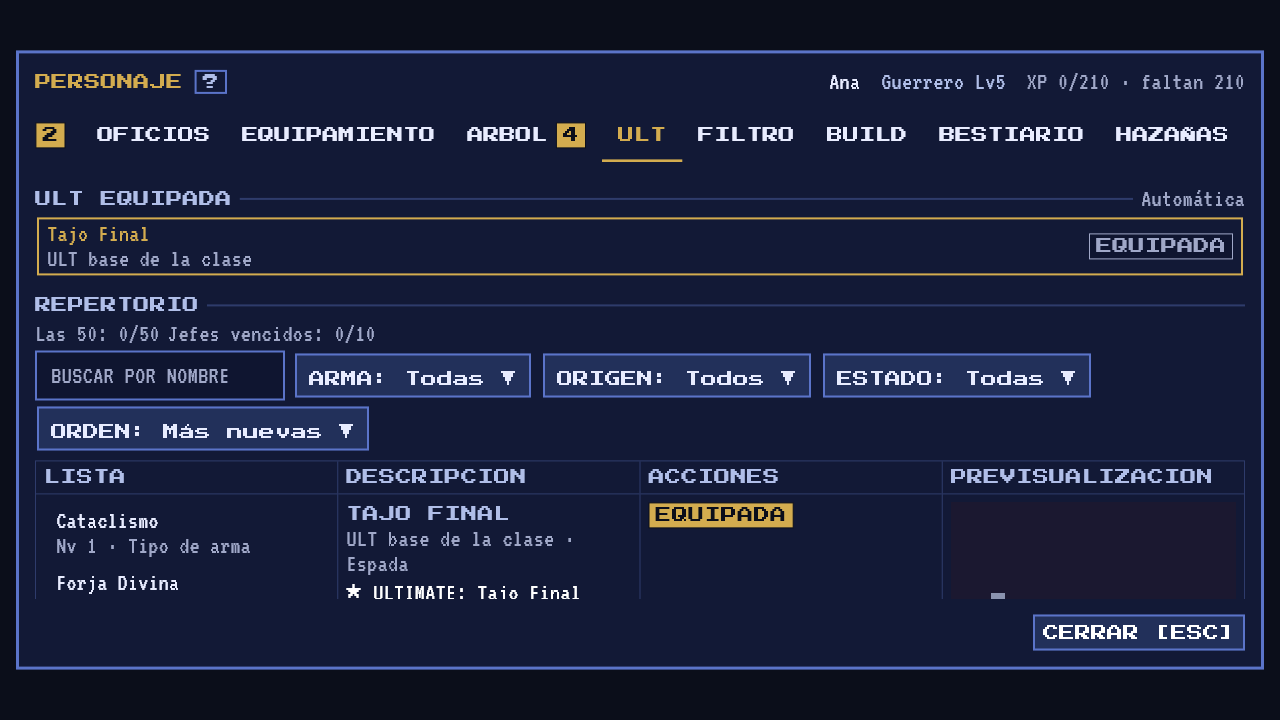 PERSONAJE ? Ana Guerrero Lv5 XP 0/210 · faltan 210
2 OFICIOS EQUIPAMIENTO ARBOL 4 ULT FILTRO BUILD BESTIARIO HAZAÑAS
ULT EQUIPADA Automática
Tajo Final
ULT base de la clase EQUIPADA
REPERTORIO
Las 50: 0/50 Jefes vencidos: 0/10
BUSCAR POR NOMBRE ARMA: Todas ▼ ORIGEN: Todos ▼ ESTADO: Todas ▼
ORDEN: Más nuevas ▼
LISTA DESCRIPCION ACCIONES PREVISUALIZACION
Cataclismo
Nv 1 · Tipo de arma
Forja Divina
TAJO FINAL
ULT base de la clase ·
Espada
★ ULTIMATE: Tajo Final
EQUIPADA
CERRAR [ESC]